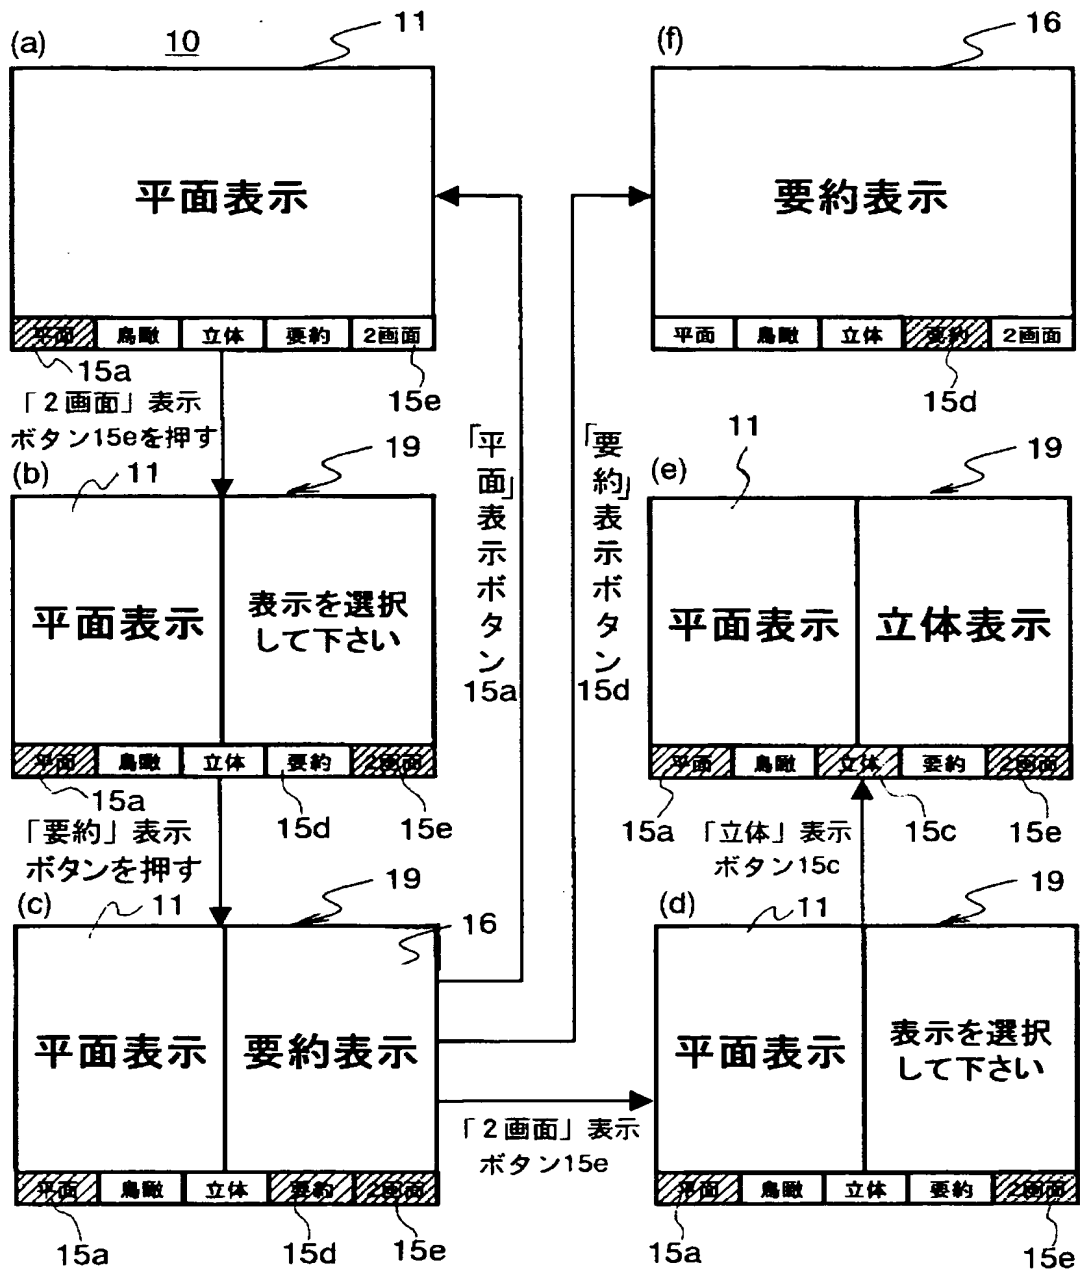 (a)
10
11
平面表示
平面 鳥瞰 立体 要約 2画面
15a
15e
「2画面」表示
ボタン15eを押す
(b)
11
19
平面表示
表示を選択
して下さい
平面 鳥瞰 立体 要約 2画面
15a
15d
15e
「要約」表示
ボタンを押す
(c)
11
19
16
平面表示
要約表示
平面 鳥瞰 立体 要約 2画面
15a
15d
15e
「平面」表示ボタン
15a
「要約」表示ボタン
15d
「2画面」表示
ボタン15e
(f)
16
要約表示
平面 鳥瞰 立体 要約 2画面
15d
(e)
11
19
平面表示
立体表示
平面 鳥瞰 立体 要約 2画面
15a
15c
15e
「立体」表示
ボタン15c
(d)
11
19
平面表示
表示を選択
して下さい
平面 鳥瞰 立体 要約 2画面
15a
15e